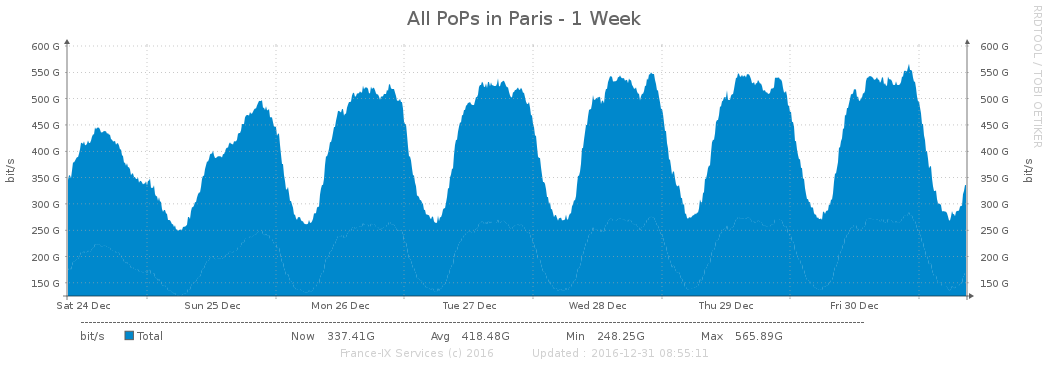 All PoPs in Paris - 1 Week
RRDTOOL / TOBI OETIKER
bit/s
600 G
550 G
500 G
450 G
400 G
350 G
300 G
250 G
200 G
150 G
600 G
550 G
500 G
450 G
400 G
350 G
300 G
250 G
200 G
150 G
bit/s
Sat 24 Dec Sun 25 Dec Mon 26 Dec Tue 27 Dec Wed 28 Dec Thu 29 Dec Fri 30 Dec
bit/s Total Now 337.41G Avg 418.48G Min 248.25G Max 565.89G
France-IX Services (c) 2016 Updated : 2016-12-31 08:55:11